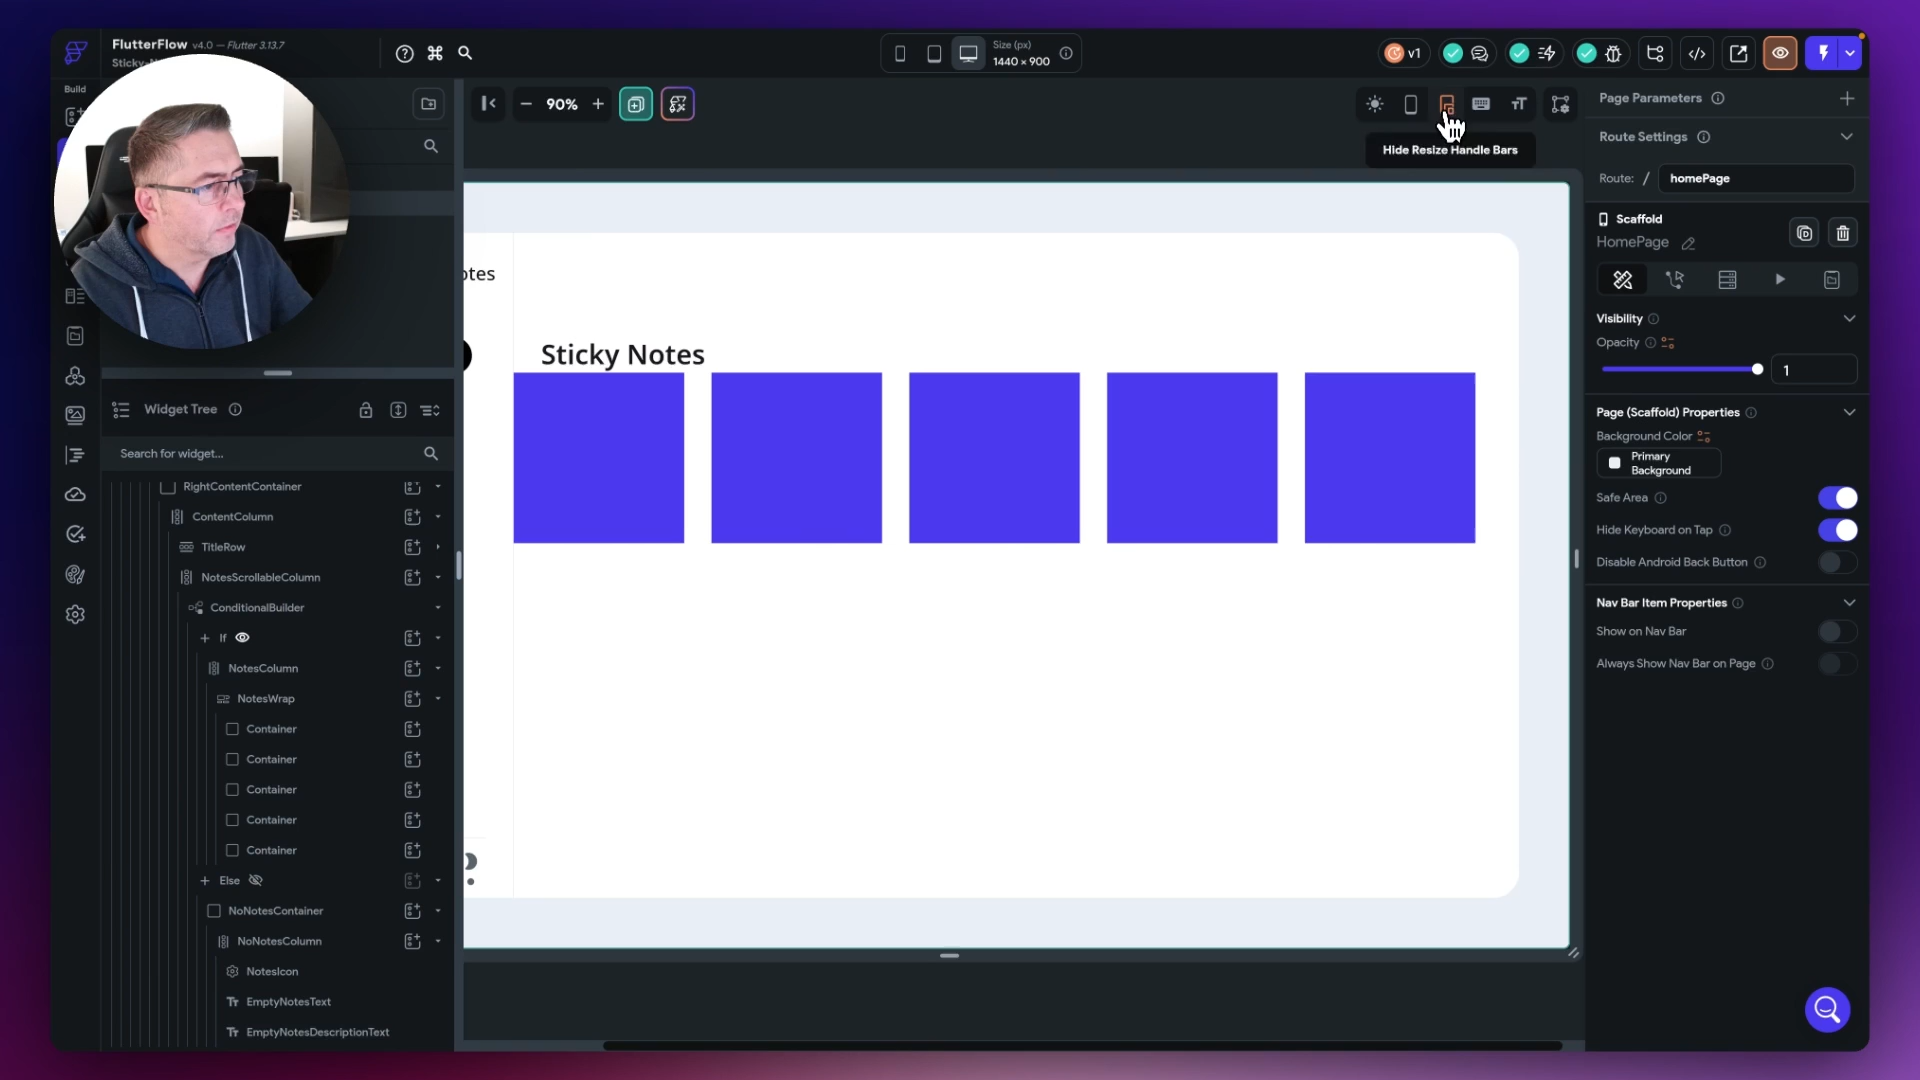 FlutterFlow v4.0 — Flutter 3.13.7
Size (px)
1440 × 900
v1
Build
90%
Hide Resize Handle Bars
Widget Tree
Search for widget...
RightContentContainer
ContentColumn
TitleRow
NotesScrollableColumn
ConditionalBuilder
If
NotesColumn
NotesWrap
Container
Container
Container
Container
Container
Else
NoNotesContainer
NoNotesColumn
NotesIcon
EmptyNotesText
EmptyNotesDescriptionText
Sticky Notes
Page Parameters
Route Settings
Route: / homePage
Scaffold
HomePage
Visibility
Opacity
1
Page (Scaffold) Properties
Background Color
Primary
Background
Safe Area
Hide Keyboard on Tap
Disable Android Back Button
Nav Bar Item Properties
Show on Nav Bar
Always Show Nav Bar on Page